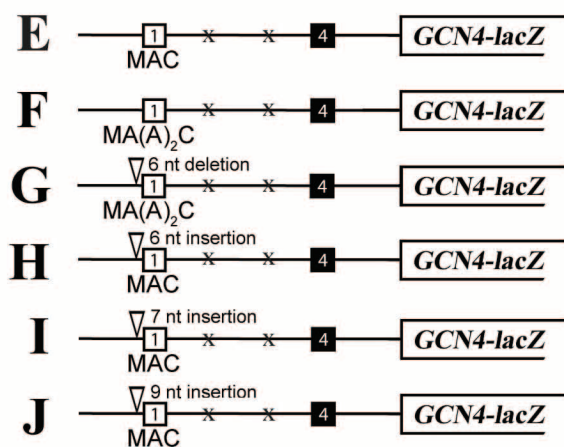 E 1 x x 4 GCN4-lacZ
MAC
F 1 x x 4 GCN4-lacZ
MA(A)2C
6 nt deletion
G 1 x x 4 GCN4-lacZ
MA(A)2C
6 nt insertion
H 1 x x 4 GCN4-lacZ
MAC
7 nt insertion
I 1 x x 4 GCN4-lacZ
MAC
9 nt insertion
J 1 x x 4 GCN4-lacZ
MAC